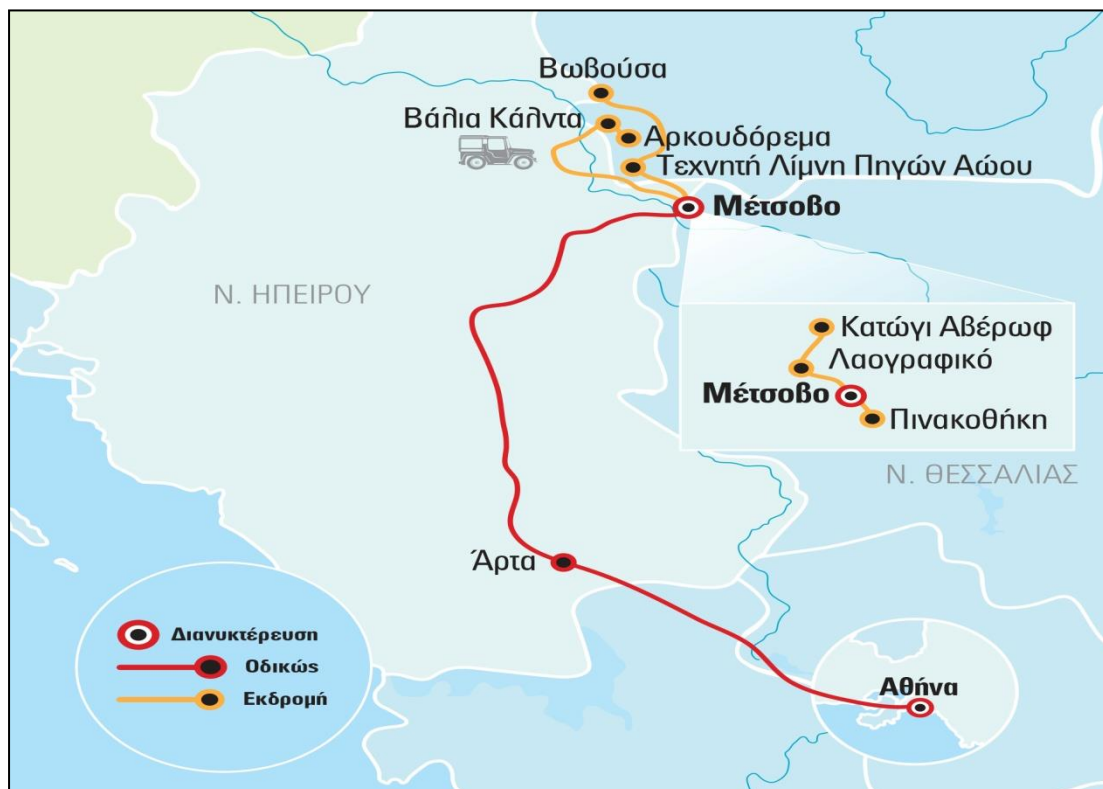 Βωβούσα
Βάλια Κάλντα
Αρκουδόρεμα
Τεχνητή Λίμνη Πηγών Αώου
Μέτσοβο
Ν. ΗΠΕΙΡΟΥ
Κατώγι Αβέρωφ
Λαογραφικό
Μέτσοβο
Πινακοθήκη
Ν. ΘΕΣΣΑΛΙΑΣ
Άρτα
Διανυκτέρευση
Οδικώς
Εκδρομή
Αθήνα